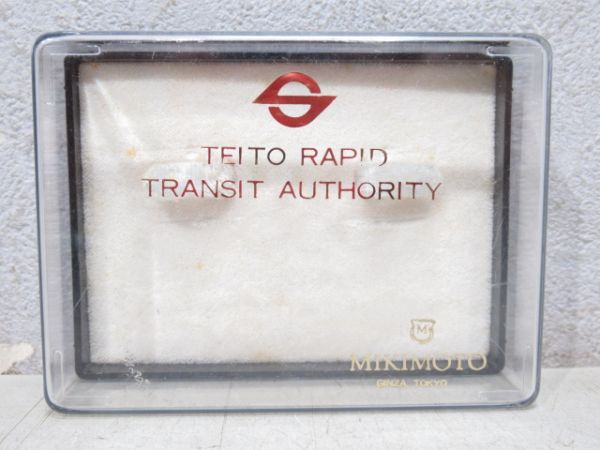 TEITO RAPID
TRANSIT AUTHORITY
M
MIKIMOTO
GINZA, TOKYO